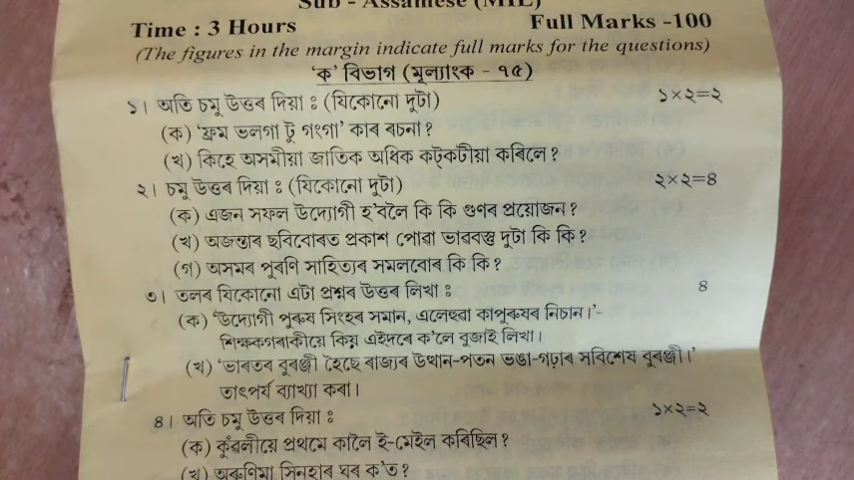 Sub - Assamese (MIL)
Time : 3 Hours Full Marks -100
(The figures in the margin indicate full marks for the questions)
'ক' বিভাগ (মূল্যাংক - ৭৫)
১। অতি চমু উত্তৰ দিয়া ঃ (যিকোনো দুটা) ১×২=২
(ক) 'ফ্ৰম ভলগা টু গংগা' কাৰ ৰচনা?
(খ) কিহে অসমীয়া জাতিক অধিক কট্‌কটীয়া কৰিলে?
২। চমু উত্তৰ দিয়া ঃ (যিকোনো দুটা) ২×২=৪
(ক) এজন সফল উদ্যোগী হ'বলৈ কি কি গুণৰ প্ৰয়োজন?
(খ) অজন্তাৰ ছবিবোৰত প্ৰকাশ পোৱা ভাৱবস্তু দুটা কি কি?
(গ) অসমৰ পুৰণি সাহিত্যৰ সমলবোৰ কি কি?
৩। তলৰ যিকোনো এটা প্ৰশ্নৰ উত্তৰ লিখা ঃ ৪
(ক) 'উদ্যোগী পুৰুষ সিংহৰ সমান, এলেহুৱা কাপুৰুষৰ নিচান।'-
শিক্ষকগৰাকীয়ে কিয় এইদৰে ক'লে বুজাই লিখা।
(খ) 'ভাৰতৰ বুৰঞ্জী হৈছে ৰাজ্যৰ উত্থান-পতন ভঙা-গঢ়াৰ সবিশেষ বুৰঞ্জী।'
তাৎপৰ্য ব্যাখ্যা কৰা।
৪। অতি চমু উত্তৰ দিয়া ঃ ১×২=২
(ক) কুঁৱলীয়ে প্ৰথমে কালৈ ই-মেইল কৰিছিল?
(খ) অৰুণিমা সিনহাৰ ঘৰ ক'ত?